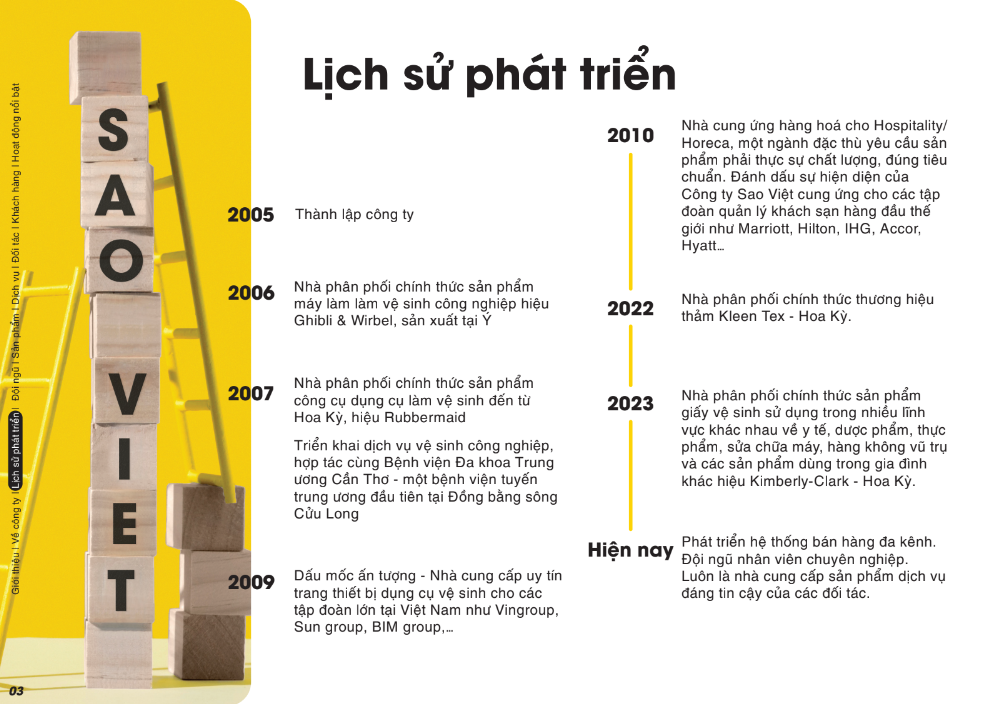 Giới thiệu | Về công ty | Lịch sử phát triển | Đội ngũ | Sản phẩm | Dịch vụ | Đối tác | Khách hàng | Hoạt động nổi bật
S
A
O
V
I
E
T
03
Lịch sử phát triển
2005
Thành lập công ty
2006
Nhà phân phối chính thức sản phẩm
máy làm làm vệ sinh công nghiệp hiệu
Ghibli & Wirbel, sản xuất tại Ý
2007
Nhà phân phối chính thức sản phẩm
công cụ dụng cụ làm vệ sinh đến từ
Hoa Kỳ, hiệu Rubbermaid
Triển khai dịch vụ vệ sinh công nghiệp,
hợp tác cùng Bệnh viện Đa khoa Trung
ương Cần Thơ - một bệnh viện tuyến
trung ương đầu tiên tại Đồng bằng sông
Cửu Long
2009
Dấu mốc ấn tượng - Nhà cung cấp uy tín
trang thiết bị dụng cụ vệ sinh cho các
tập đoàn lớn tại Việt Nam như Vingroup,
Sun group, BIM group,...
2010
Nhà cung ứng hàng hoá cho Hospitality/
Horeca, một ngành đặc thù yêu cầu sản
phẩm phải thực sự chất lượng, đúng tiêu
chuẩn. Đánh dấu sự hiện diện của
Công ty Sao Việt cung ứng cho các tập
đoàn quản lý khách sạn hàng đầu thế
giới như Marriott, Hilton, IHG, Accor,
Hyatt...
2022
Nhà phân phối chính thức thương hiệu
thảm Kleen Tex - Hoa Kỳ.
2023
Nhà phân phối chính thức sản phẩm
giấy vệ sinh sử dụng trong nhiều lĩnh
vực khác nhau về y tế, dược phẩm, thực
phẩm, sửa chữa máy, hàng không vũ trụ
và các sản phẩm dùng trong gia đình
khác hiệu Kimberly-Clark - Hoa Kỳ.
Hiện nay
Phát triển hệ thống bán hàng đa kênh.
Đội ngũ nhân viên chuyên nghiệp.
Luôn là nhà cung cấp sản phẩm dịch vụ
đáng tin cậy của các đối tác.